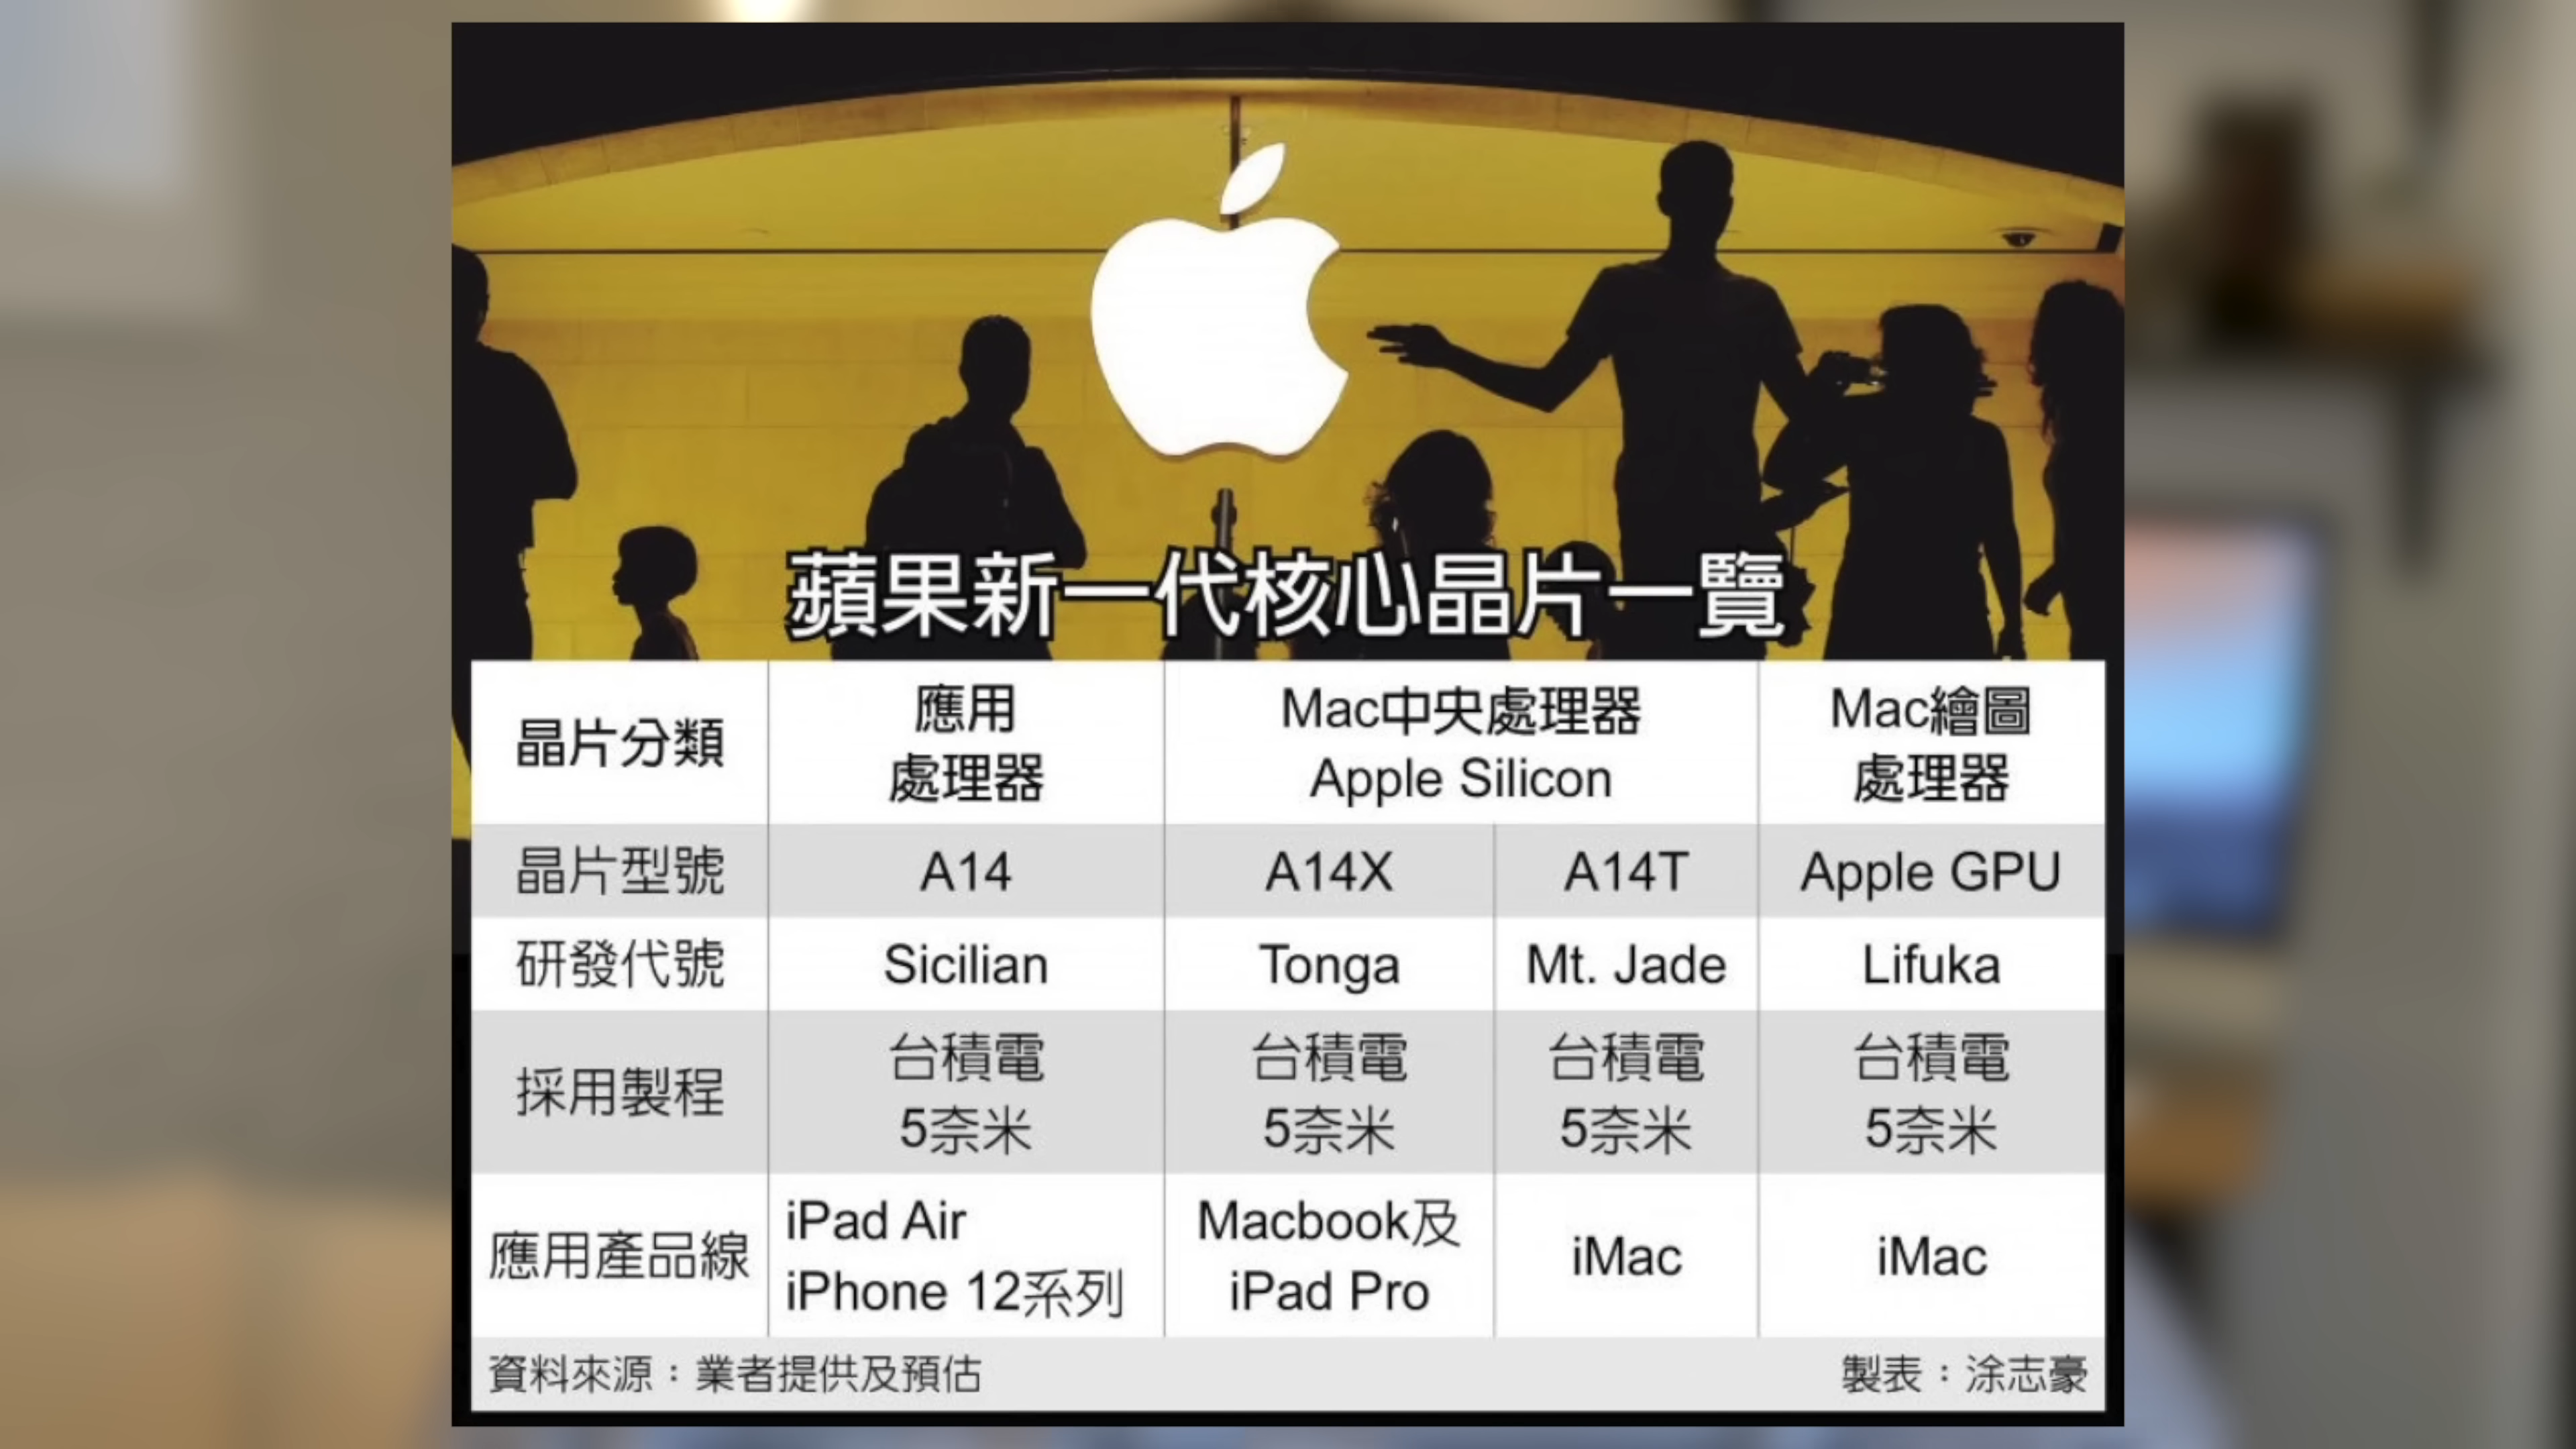 蘋果新一代核心晶片一覽
晶片分類
應用
處理器
Mac中央處理器
Apple Silicon
Mac繪圖
處理器
晶片型號
A14
A14X
A14T
Apple GPU
研發代號
Sicilian
Tonga
Mt. Jade
Lifuka
採用製程
台積電
5奈米
台積電
5奈米
台積電
5奈米
台積電
5奈米
應用產品線
iPad Air
iPhone 12系列
Macbook及
iPad Pro
iMac
iMac
資料來源：業者提供及預估
製表：涂志豪